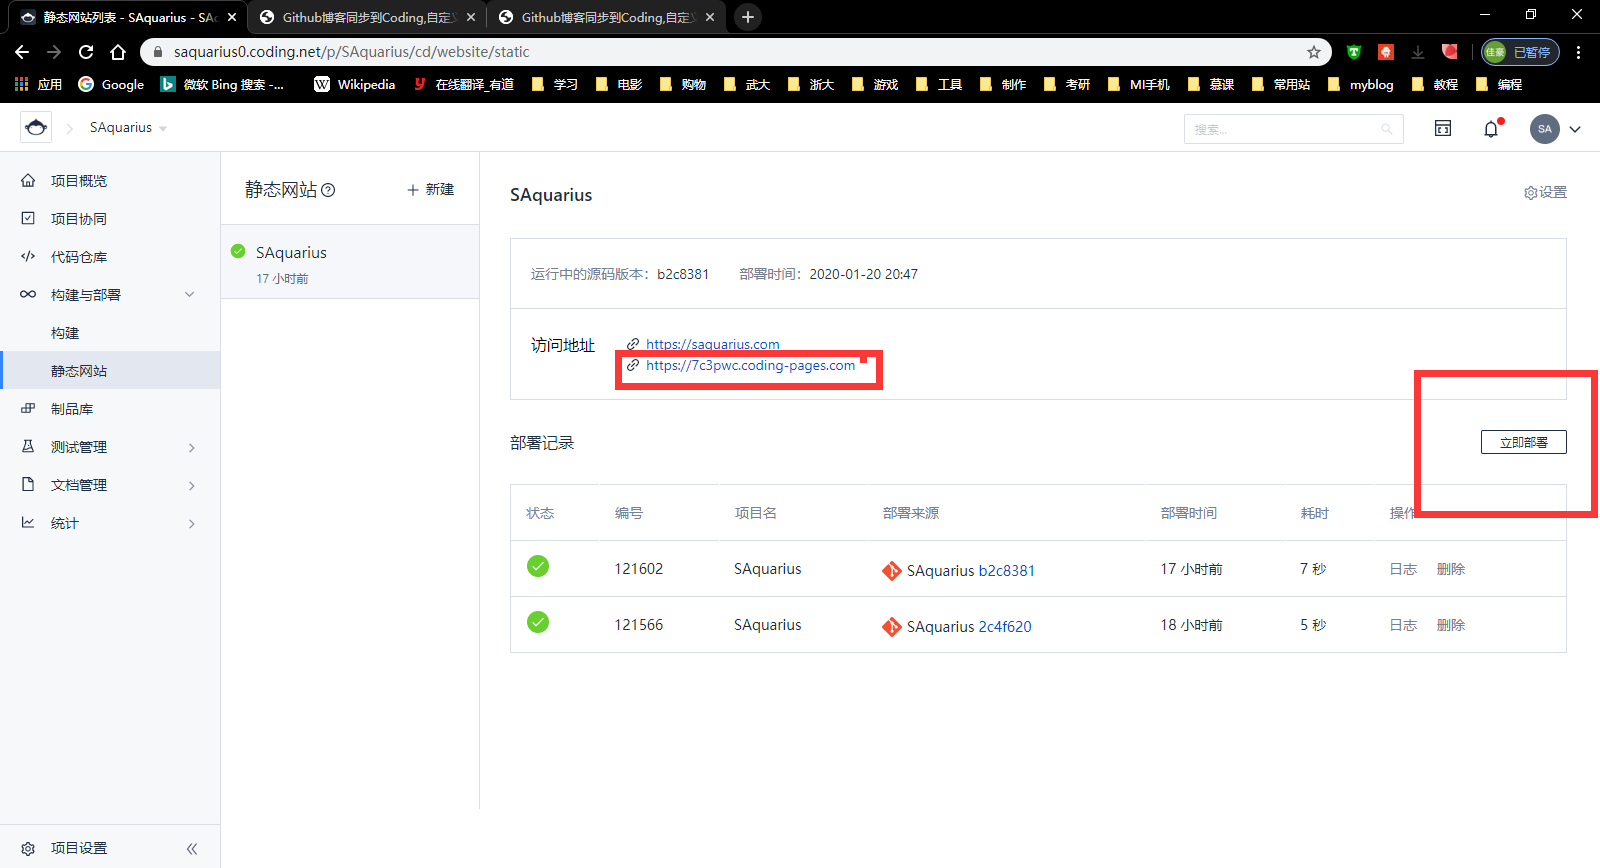 静态网站列表 - SAquarius - SA
Github博客同步到Coding,自定义
Github博客同步到Coding,自定义
saquarius0.coding.net/p/SAquarius/cd/website/static
佳豪 已暂停
应用 Google 微软 Bing 搜索 -... Wikipedia 在线翻译_有道 学习 电影 购物 武大 浙大 游戏 工具 制作 考研 MI手机 慕课 常用站 myblog 教程 编程
SAquarius
搜索...
SA
项目概览
项目协同
代码仓库
构建与部署
构建
静态网站
制品库
测试管理
文档管理
统计
项目设置
静态网站 新建
SAquarius
17 小时前
SAquarius
设置
运行中的源码版本: b2c8381 部署时间: 2020-01-20 20:47
访问地址 https://saquarius.com
https://7c3pwc.coding-pages.com
部署记录
立即部署
状态 编号 项目名 部署来源 部署时间 耗时 操作
121602 SAquarius SAquarius b2c8381 17 小时前 7 秒 日志 删除
121566 SAquarius SAquarius 2c4f620 18 小时前 5 秒 日志 删除